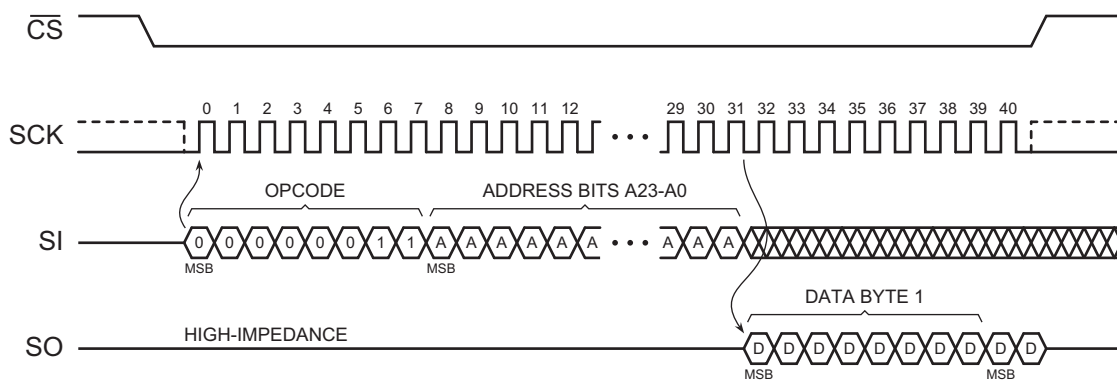 CS
0 1 2 3 4 5 6 7 8 9 10 11 12 29 30 31 32 33 34 35 36 37 38 39 40
SCK
OPCODE ADDRESS BITS A23-A0
SI 0 0 0 0 0 0 1 1 A A A A A A A A A
MSB MSB
DATA BYTE 1
HIGH-IMPEDANCE
SO D D D D D D D D D D
MSB MSB